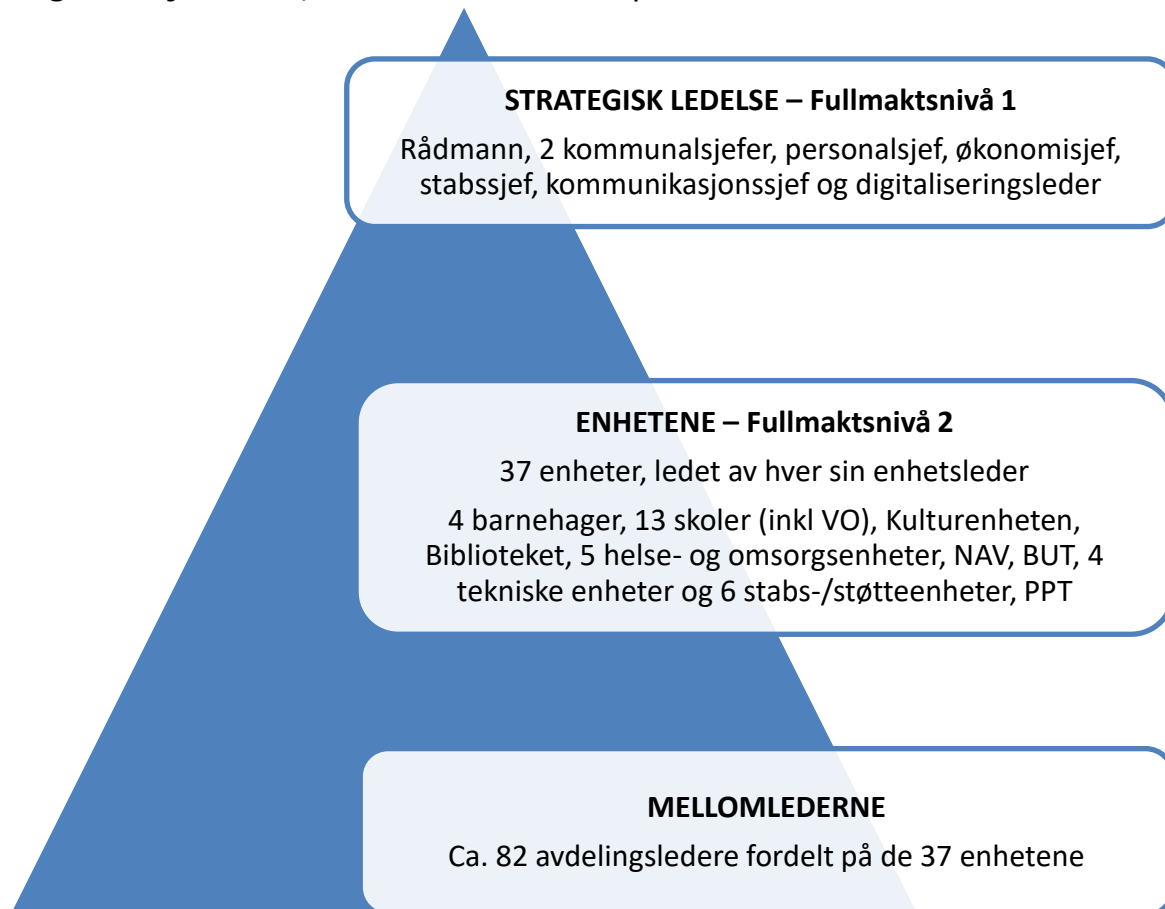 STRATEGISK LEDELSE – Fullmaktsnivå 1
Rådmann, 2 kommunalsjefer, personalsjef, økonomisjef,
stabssjef, kommunikasjonssjef og digitaliseringsleder
ENHETENE – Fullmaktsnivå 2
37 enheter, ledet av hver sin enhetsleder
4 barnehager, 13 skoler (inkl VO), Kulturenheten,
Biblioteket, 5 helse- og omsorgsenheter, NAV, BUT, 4
tekniske enheter og 6 stabs-/støtteenheter, PPT
MELLOMLEDERNE
Ca. 82 avdelingsledere fordelt på de 37 enhetene